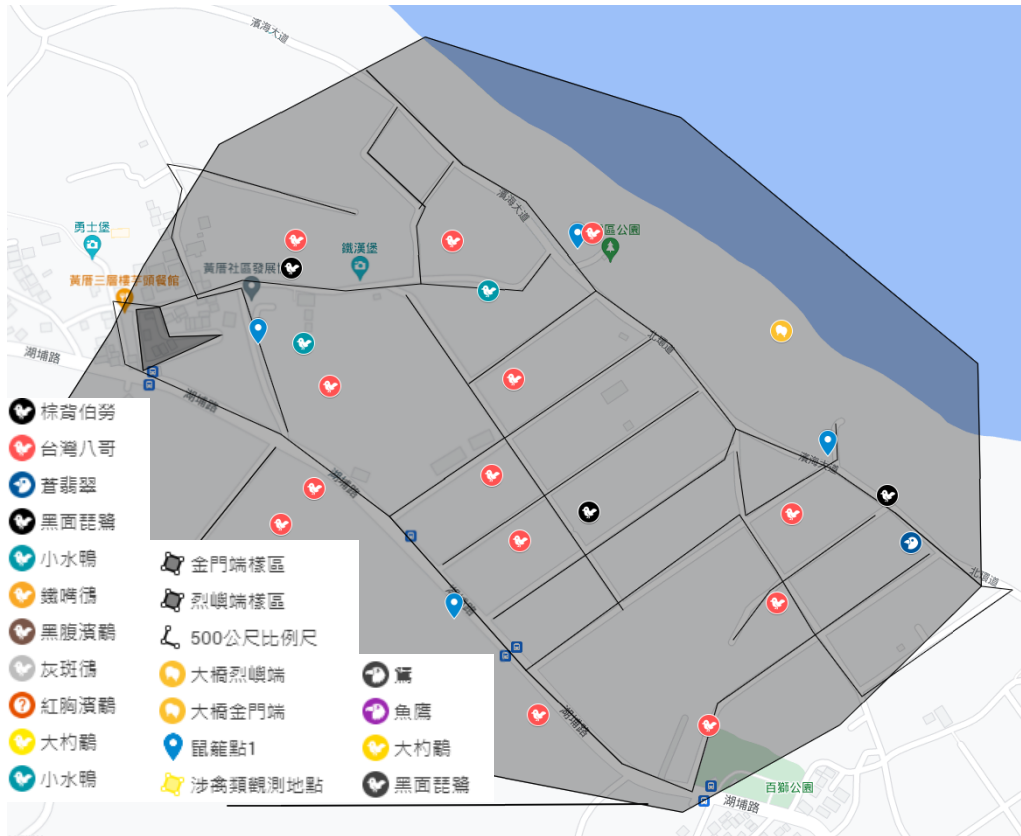 濱海大道
濱海大道
區公園
勇士堡
鐵漢堡
黃厝社區發展
黃厝三層樓芋頭餐館
湖埔路
湖埔路
北環道
湖埔路
濱海大道
北環道
湖埔路
百獅公園
湖埔路
棕背伯勞
台灣八哥
蒼翡翠
黑面琵鷺
小水鴨
鐵嘴鴴
黑腹濱鷸
灰斑鴴
紅胸濱鷸
大杓鷸
小水鴨
金門端樣區
烈嶼端樣區
500公尺比例尺
大橋烈嶼端
大橋金門端
鼠籠點1
涉禽類觀測地點
鵟
魚鷹
大杓鷸
黑面琵鷺